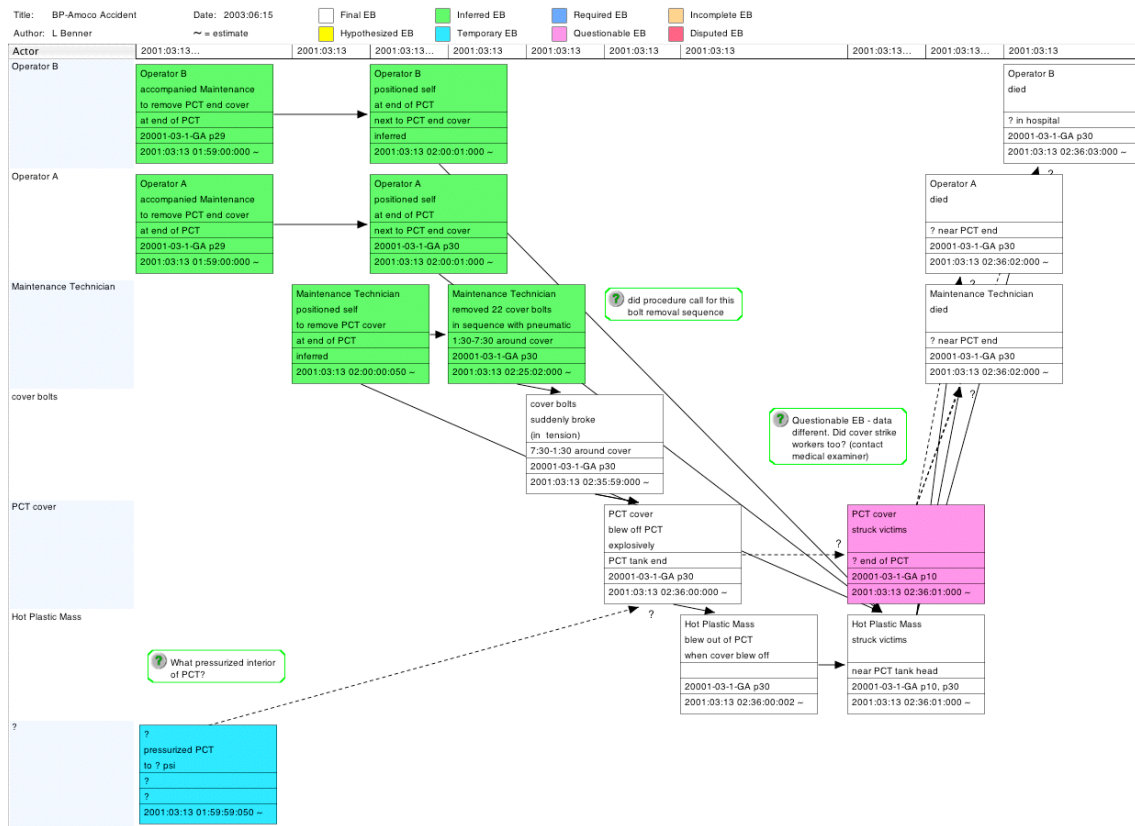 Title: BP-Amoco Accident Date: 2003:06:15 Final EB Inferred EB Required EB Incomplete EB
Author: L Benner ~ = estimate Hypothesized EB Temporary EB Questionable EB Disputed EB
Actor 2001:03:13... 2001:03:13 2001:03:13... 2001:03:13 2001:03:13 2001:03:13 2001:03:13 2001:03:13... 2001:03:13... 2001:03:13
Operator B
Operator B
accompanied Maintenance
to remove PCT end cover
at end of PCT
20001-03-1-GA p29
2001:03:13 01:59:00:000 ~
Operator B
positioned self
at end of PCT
next to PCT end cover
inferred
2001:03:13 02:00:01:000 ~
Operator B
died
? in hospital
20001-03-1-GA p30
2001:03:13 02:36:03:000 ~
?
Operator A
Operator A
accompanied Maintenance
to remove PCT end cover
at end of PCT
20001-03-1-GA p29
2001:03:13 01:59:00:000 ~
Operator A
positioned self
at end of PCT
next to PCT end cover
20001-03-1-GA p30
2001:03:13 02:00:01:000 ~
Operator A
died
? near PCT end
20001-03-1-GA p30
2001:03:13 02:36:02:000 ~
?
Maintenance Technician
Maintenance Technician
positioned self
to remove PCT cover
at end of PCT
inferred
2001:03:13 02:00:00:050 ~
Maintenance Technician
removed 22 cover bolts
in sequence with pneumatic
1:30-7:30 around cover
20001-03-1-GA p30
2001:03:13 02:25:02:000 ~
? did procedure call for this
bolt removal sequence
Maintenance Technician
died
? near PCT end
20001-03-1-GA p30
2001:03:13 02:36:02:000 ~
?
cover bolts
cover bolts
suddenly broke
(in tension)
7:30-1:30 around cover
20001-03-1-GA p30
2001:03:13 02:35:59:000 ~
? Questionable EB - data
different. Did cover strike
workers too? (contact
medical examiner)
PCT cover
PCT cover
blew off PCT
explosively
PCT tank end
20001-03-1-GA p30
2001:03:13 02:36:00:000 ~
?
PCT cover
struck victims
? end of PCT
20001-03-1-GA p10
2001:03:13 02:36:01:000 ~
?
Hot Plastic Mass
Hot Plastic Mass
blew out of PCT
when cover blew off
20001-03-1-GA p30
2001:03:13 02:36:00:002 ~
Hot Plastic Mass
struck victims
near PCT tank head
20001-03-1-GA p10, p30
2001:03:13 02:36:01:000 ~
? What pressurized interior
of PCT?
?
?
pressurized PCT
to ? psi
?
?
2001:03:13 01:59:59:050 ~